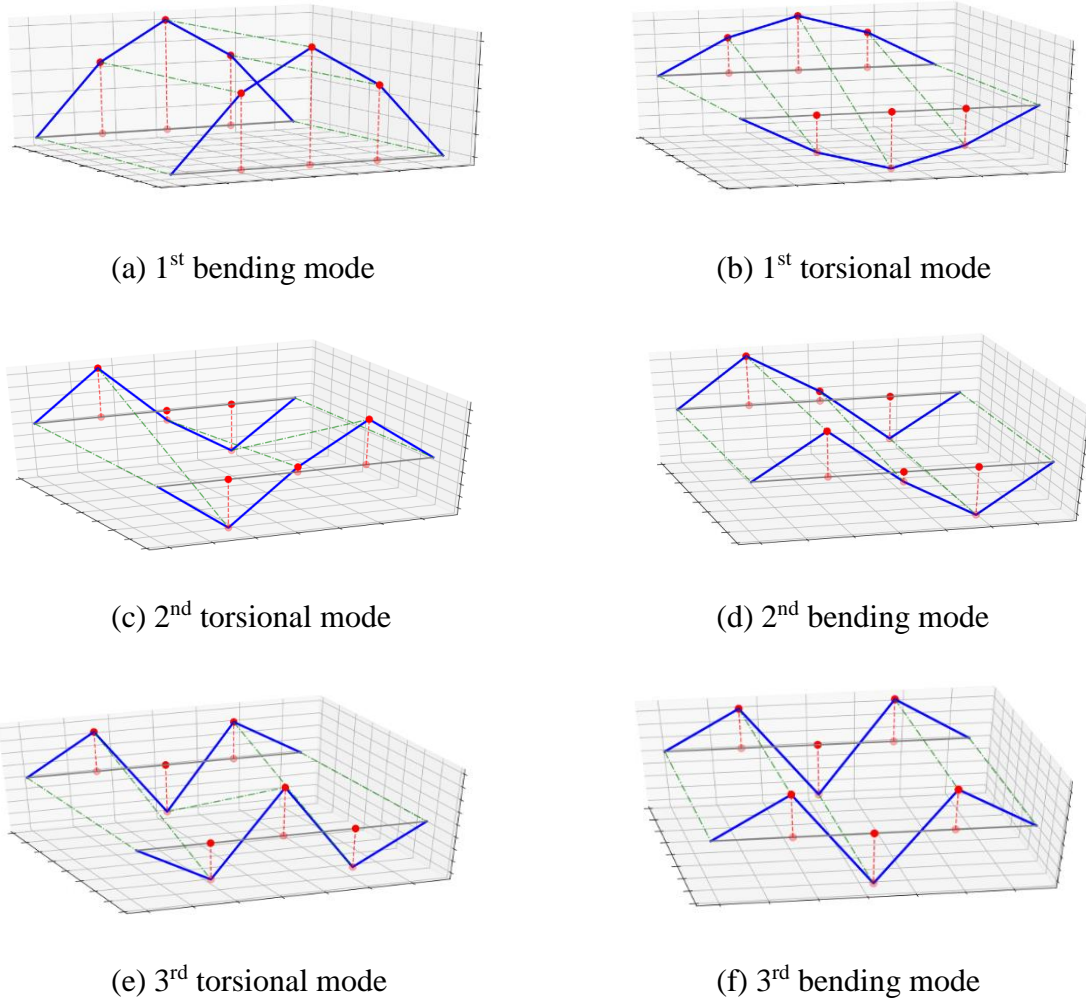 (a) 1st bending mode
(b) 1st torsional mode
(c) 2nd torsional mode
(d) 2nd bending mode
(e) 3rd torsional mode
(f) 3rd bending mode